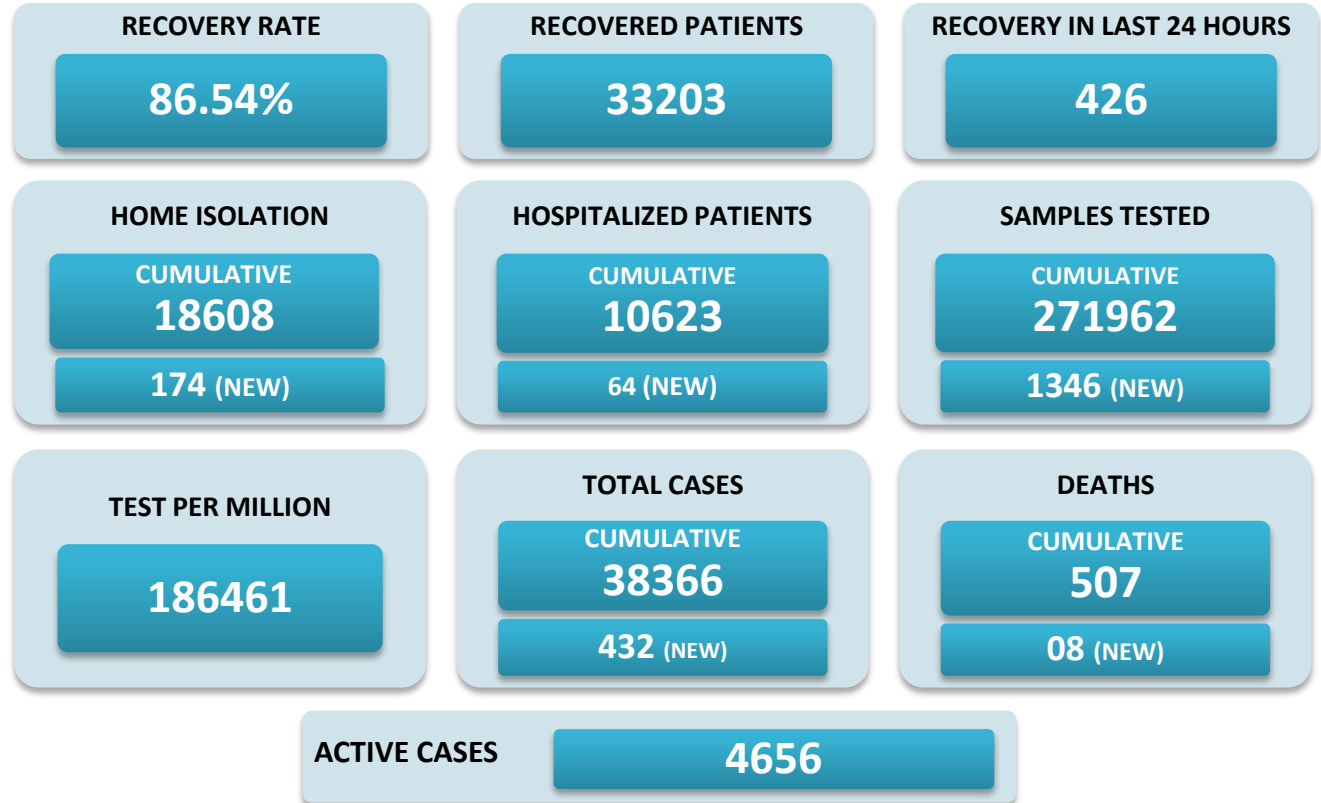 RECOVERY RATE
86.54%
RECOVERED PATIENTS
33203
RECOVERY IN LAST 24 HOURS
426
HOME ISOLATION
CUMULATIVE
18608
174 (NEW)
HOSPITALIZED PATIENTS
CUMULATIVE
10623
64 (NEW)
SAMPLES TESTED
CUMULATIVE
271962
1346 (NEW)
TEST PER MILLION
186461
TOTAL CASES
CUMULATIVE
38366
432 (NEW)
DEATHS
CUMULATIVE
507
08 (NEW)
ACTIVE CASES
4656